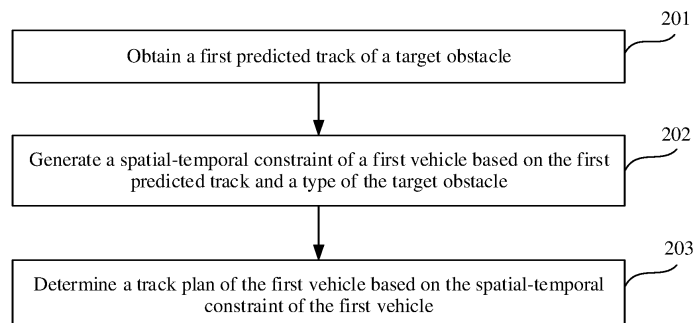 201
Obtain a first predicted track of a target obstacle
202
Generate a spatial-temporal constraint of a first vehicle based on the first
predicted track and a type of the target obstacle
203
Determine a track plan of the first vehicle based on the spatial-temporal
constraint of the first vehicle